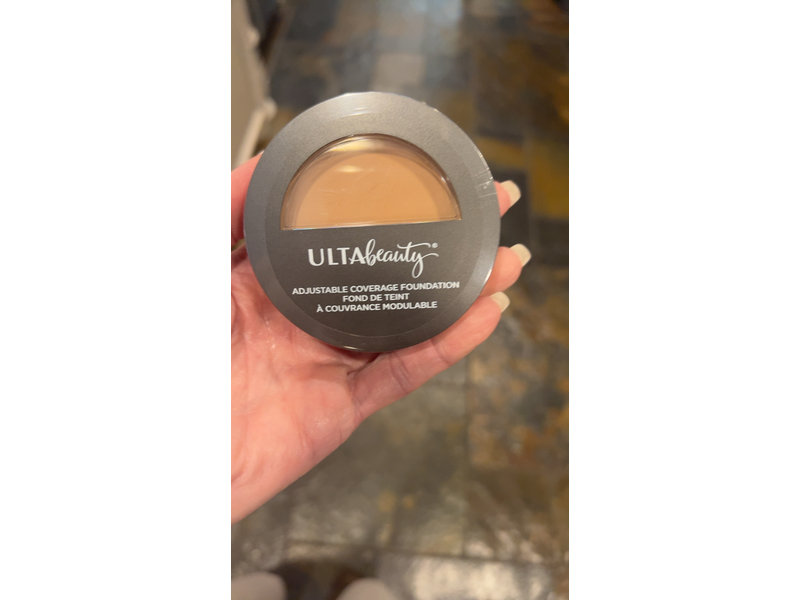 ULTAbeauty®
ADJUSTABLE COVERAGE FOUNDATION
FOND DE TEINT
À COUVRANCE MODULABLE